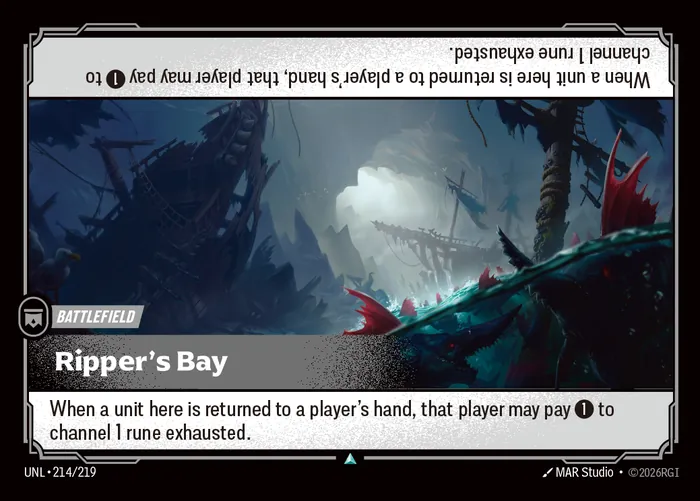 When a unit here is returned to a player's hand, that player may pay 1 to
channel 1 rune exhausted.
BATTLEFIELD
Ripper's Bay
When a unit here is returned to a player's hand, that player may pay 1 to
channel 1 rune exhausted.
UNL • 214/219
MAR Studio • ©2026RGI